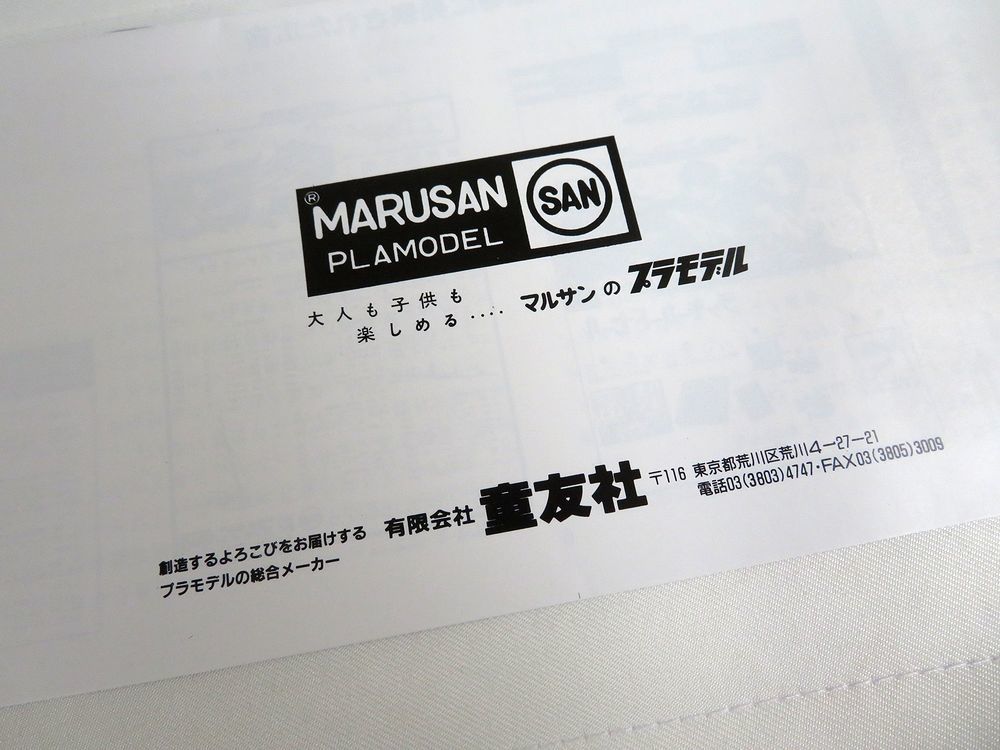 ® MARUSAN
PLAMODEL
SAN
大人も子供も
楽しめる‥‥ マルサンの プラモデル
創造するよろこびをお届けする
プラモデルの総合メーカー
有限会社 童友社
〒116 東京都荒川区荒川4−27−21
電話03(3803)4747・FAX03(3805)3009